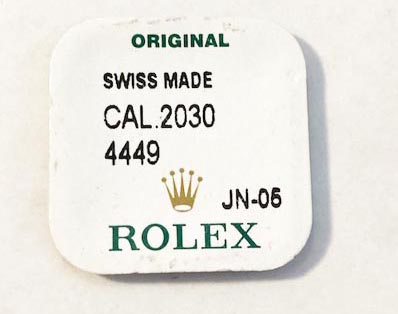 ORIGINAL
SWISS MADE
CAL.2030
4449
JN-06
ROLEX